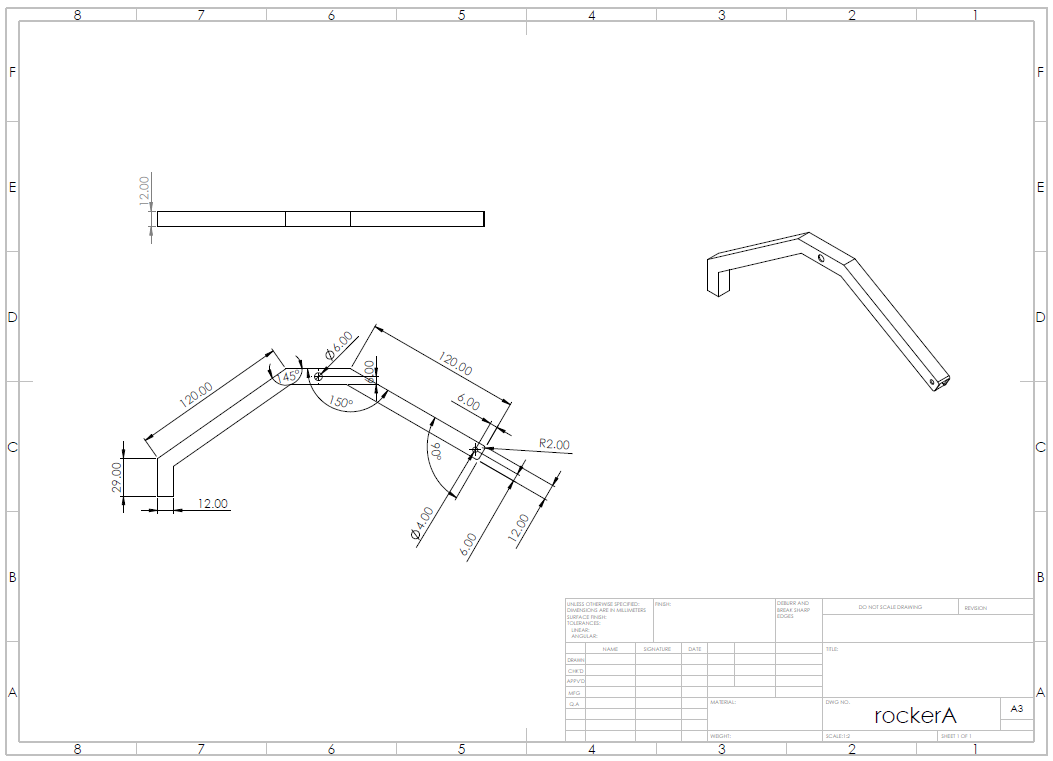 8 7 6 5 4 3 2 1
F F
E E
D D
C C
B B
A A
12.00
Ø6.00
120.00
145°
6.00
120.00
150°
6.00
R2.00
90°
29.00
12.00
Ø4.00
6.00
12.00
UNLESS OTHERWISE SPECIFIED:
DIMENSIONS ARE IN MILLIMETERS
SURFACE FINISH:
TOLERANCES:
LINEAR:
ANGULAR:
FINISH:
DEBURR AND
BREAK SHARP
EDGES
DO NOT SCALE DRAWING
REVISION
NAME SIGNATURE DATE
TITLE:
DRAWN
CHK'D
APPV'D
MFG
Q.A
MATERIAL:
DWG NO.
rockerA
A3
WEIGHT:
SCALE:1:2
SHEET 1 OF 1
8 7 6 5 4 3 2 1